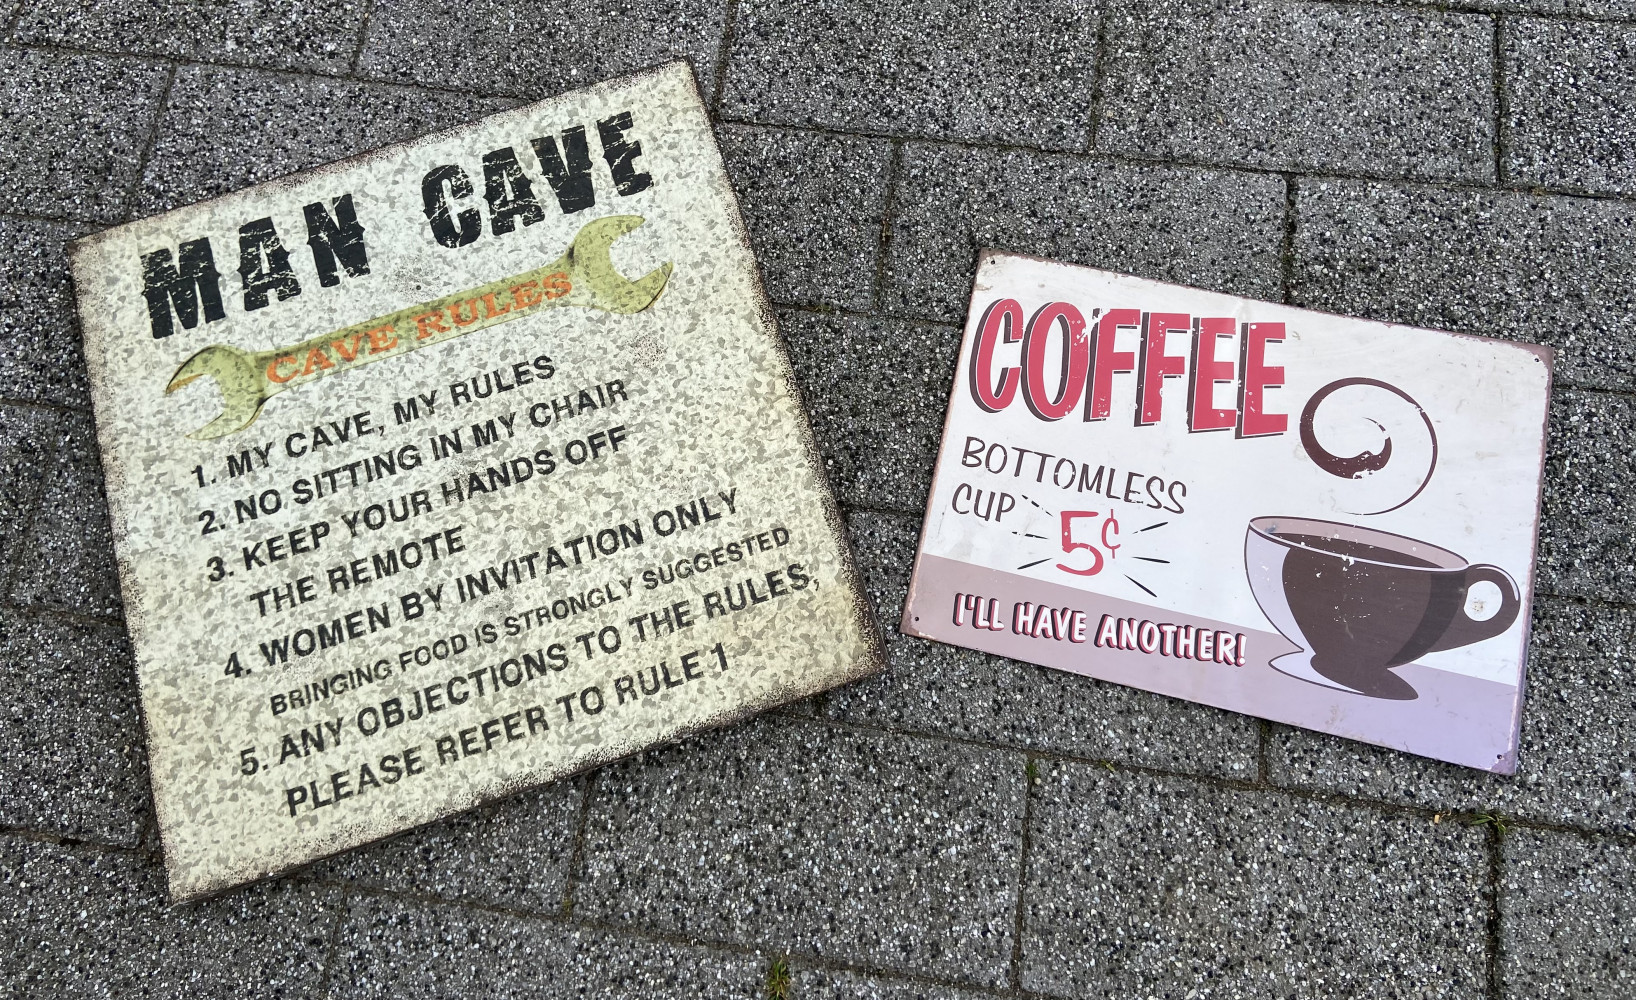 MAN CAVE
CAVE RULES
1. MY CAVE, MY RULES
2. NO SITTING IN MY CHAIR
3. KEEP YOUR HANDS OFF
THE REMOTE
4. WOMEN BY INVITATION ONLY
BRINGING FOOD IS STRONGLY SUGGESTED
5. ANY OBJECTIONS TO THE RULES,
PLEASE REFER TO RULE 1
COFFEE
BOTTOMLESS
CUP 5¢
I'LL HAVE ANOTHER!